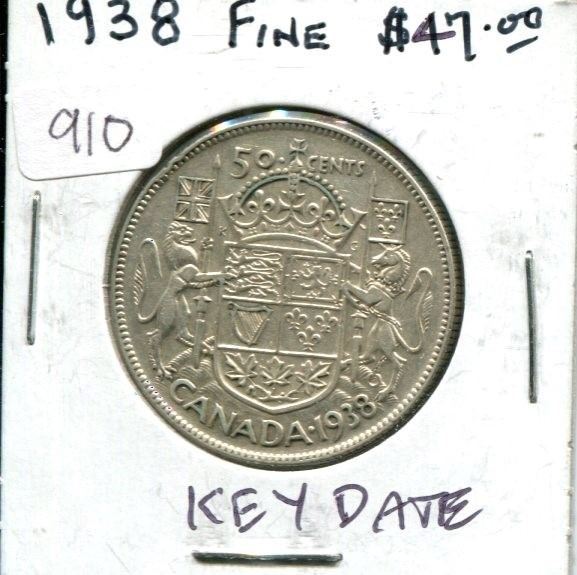 1938 FINE $47.00
910
50 CENTS
K G
CANADA·1938
KEY DATE